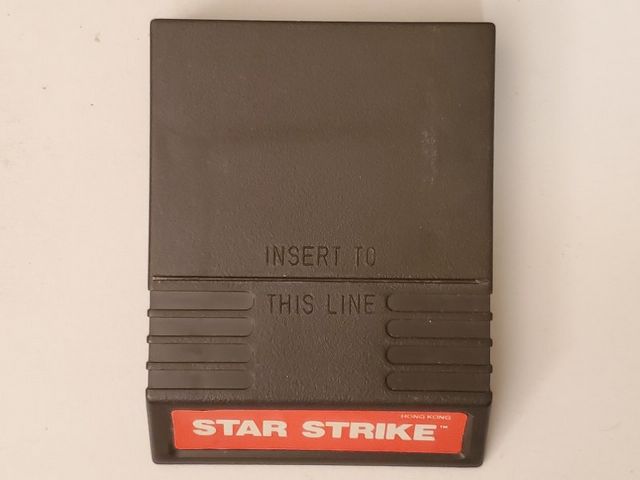 INSERT TO
THIS LINE
HONG KONG
STAR STRIKE™